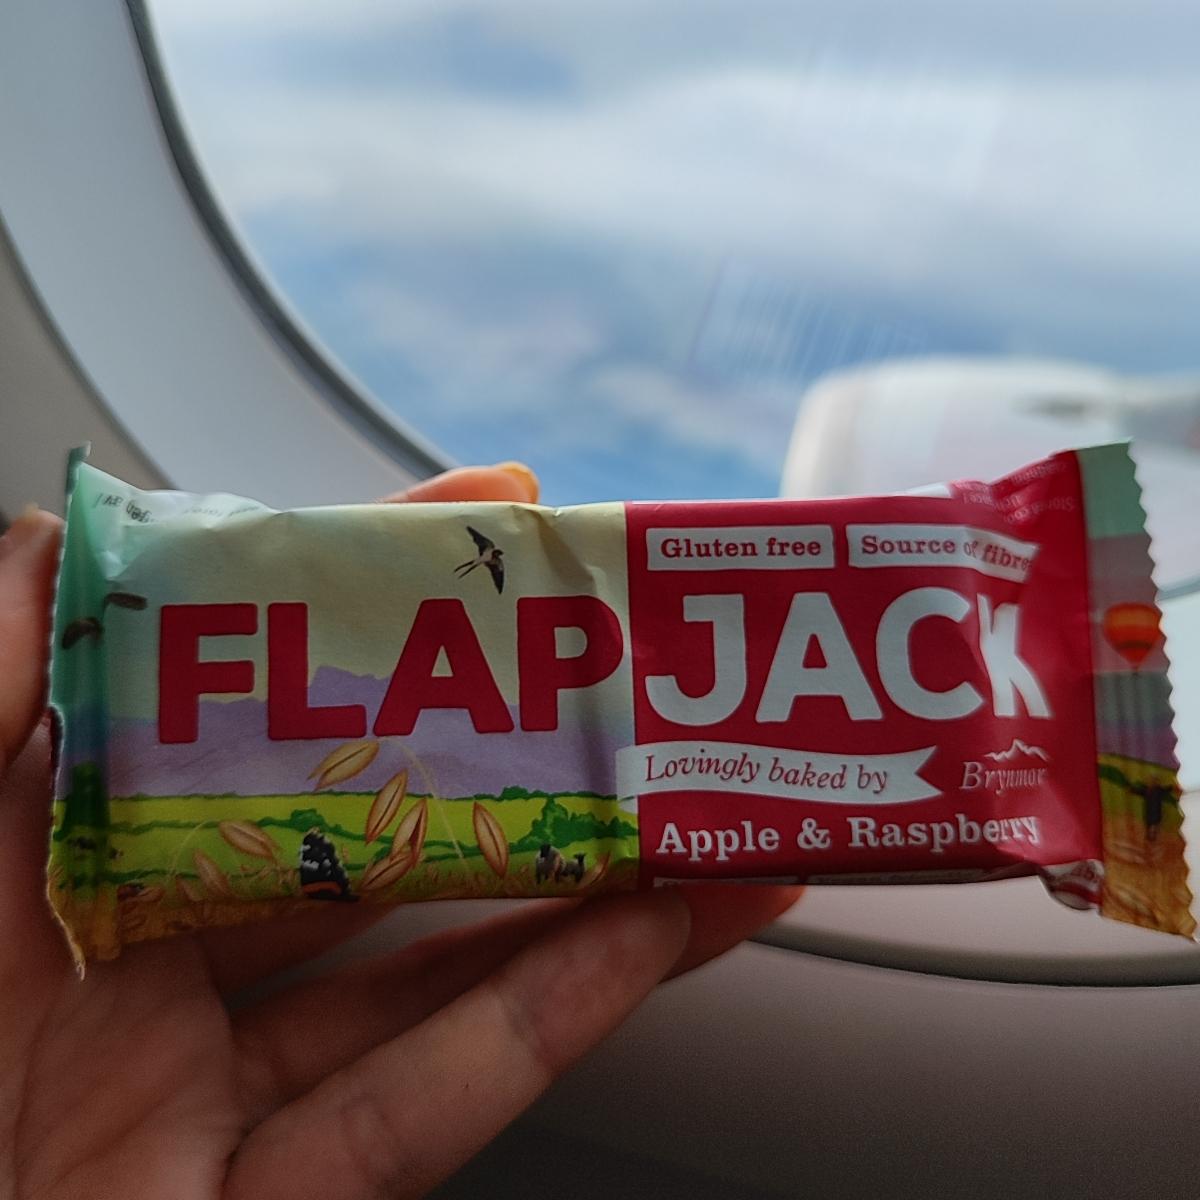 Gluten free
Source of fibre
FLAPJACK
Lovingly baked by
Brynmor
Apple & Raspberry